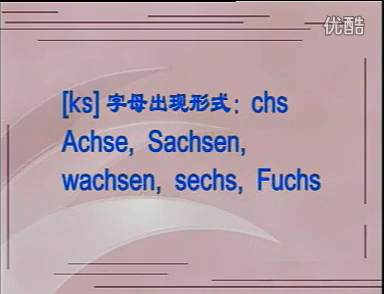 优酷
[ks] 字母出现形式: chs
Achse, Sachsen,
wachsen, sechs, Fuchs